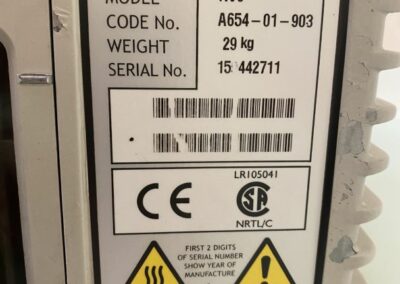 MODEL
CODE No. A654-01-903
WEIGHT 29 kg
SERIAL No. 15 442711
LR105041
CE
SA
NRTL/C
FIRST 2 DIGITS
OF SERIAL NUMBER
SHOW YEAR OF
MANUFACTURE